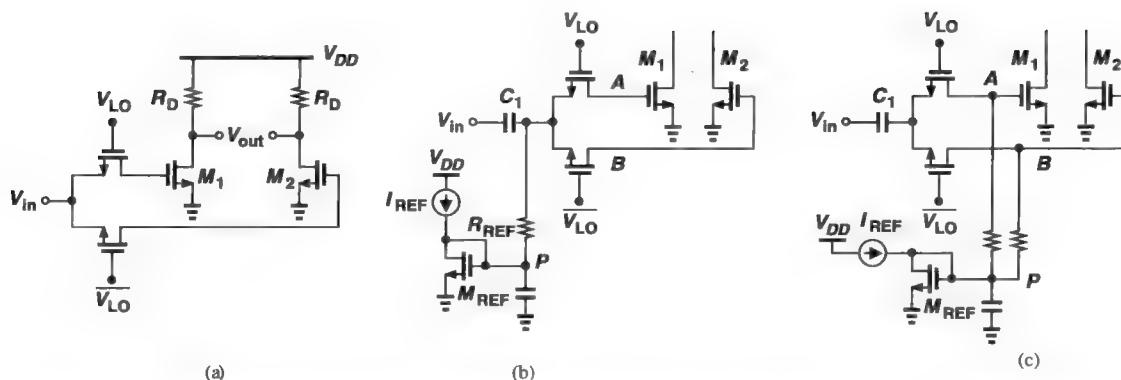 V_DD
R_D
R_D
V_LO
V_out
M_1
M_2
V_in
V_LO
(a)
V_LO
M_1
M_2
A
C_1
V_in
B
V_DD
V_LO
I_REF
R_REF
P
M_REF
(b)
V_LO
M_1
M_2
A
C_1
V_in
B
V_LO
V_DD
I_REF
P
M_REF
(c)